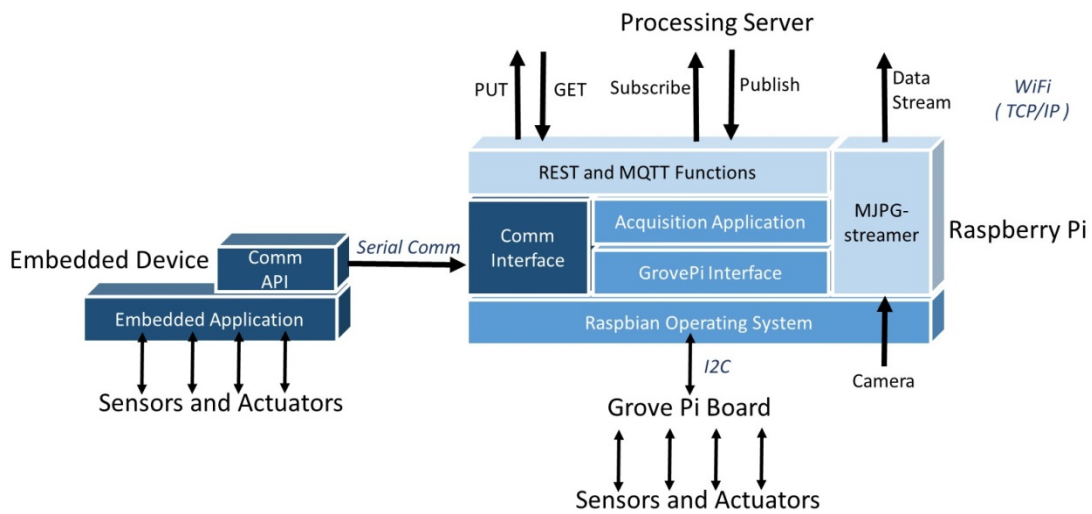 Processing Server
PUT
GET
Subscribe
Publish
Data
Stream
WiFi
( TCP/IP )
REST and MQTT Functions
Comm
Interface
Acquisition Application
GrovePi Interface
MJPG-
streamer
Raspberry Pi
Embedded Device
Comm
API
Serial Comm
Embedded Application
Raspbian Operating System
I2C
Camera
Sensors and Actuators
Grove Pi Board
Sensors and Actuators